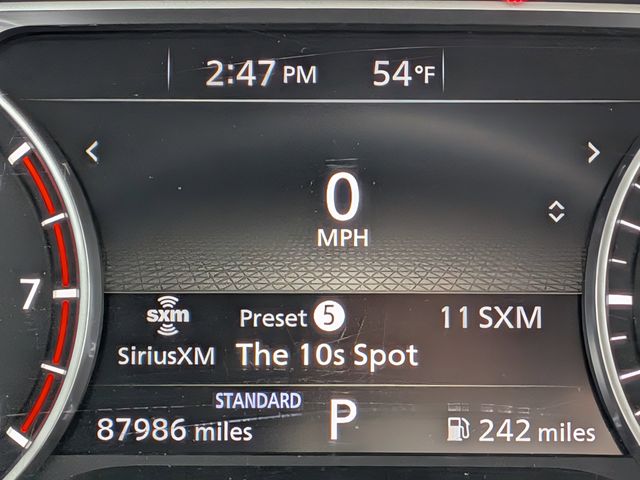 2:47 PM 54°F
0
MPH
7
sxm Preset 5 11 SXM
SiriusXM The 10s Spot
STANDARD
87986 miles P 242 miles